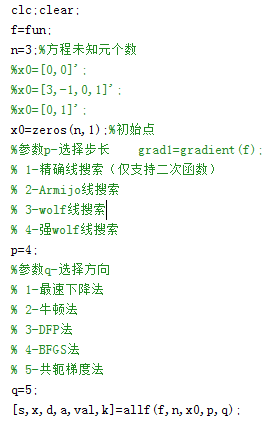 clc;clear;
f=fun;
n=3;%方程未知元个数
%x0=[0,0]';
%x0=[3,-1,0,1]';
%x0=[0,1]';
x0=zeros(n,1);%初始点
%参数p-选择步长    grad1=gradient(f);
% 1-精确线搜索（仅支持二次函数）
% 2-Armijo线搜索
% 3-wolf线搜索
% 4-强wolf线搜索
p=4;
%参数q-选择方向
% 1-最速下降法
% 2-牛顿法
% 3-DFP法
% 4-BFGS法
% 5-共轭梯度法
q=5;
[s,x,d,a,val,k]=allf(f,n,x0,p,q);